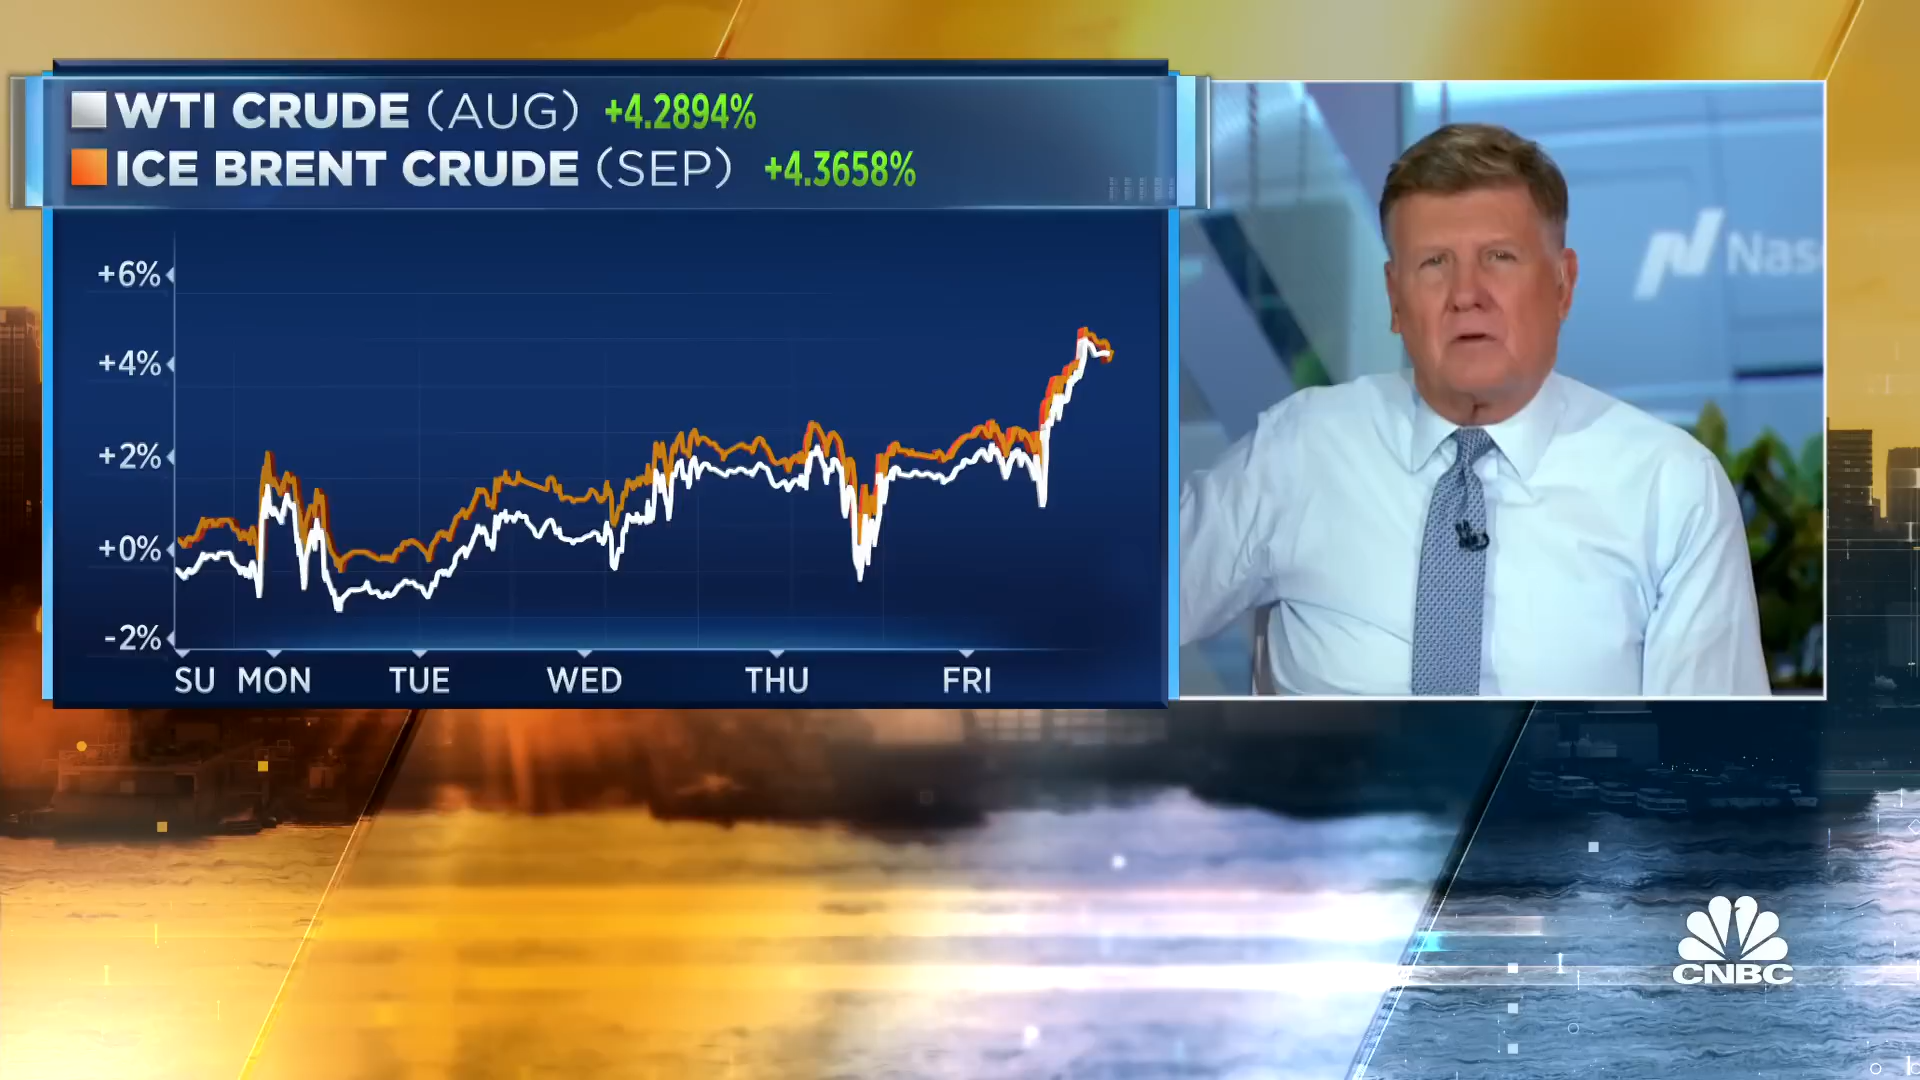 WTI CRUDE (AUG) +4.2894%
ICE BRENT CRUDE (SEP) +4.3658%
+6%
+4%
+2%
+0%
-2%
SU MON TUE WED THU FRI
Nas
CNBC